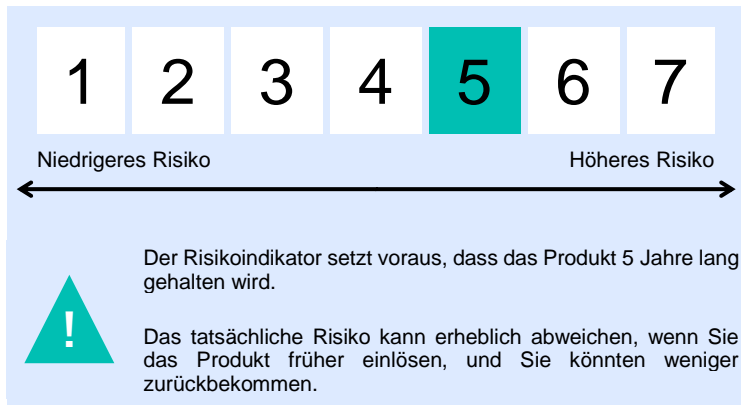 1 2 3 4 5 6 7
Niedrigeres Risiko Höheres Risiko
Der Risikoindikator setzt voraus, dass das Produkt 5 Jahre lang
gehalten wird.
!
Das tatsächliche Risiko kann erheblich abweichen, wenn Sie
das Produkt früher einlösen, und Sie könnten weniger
zurückbekommen.